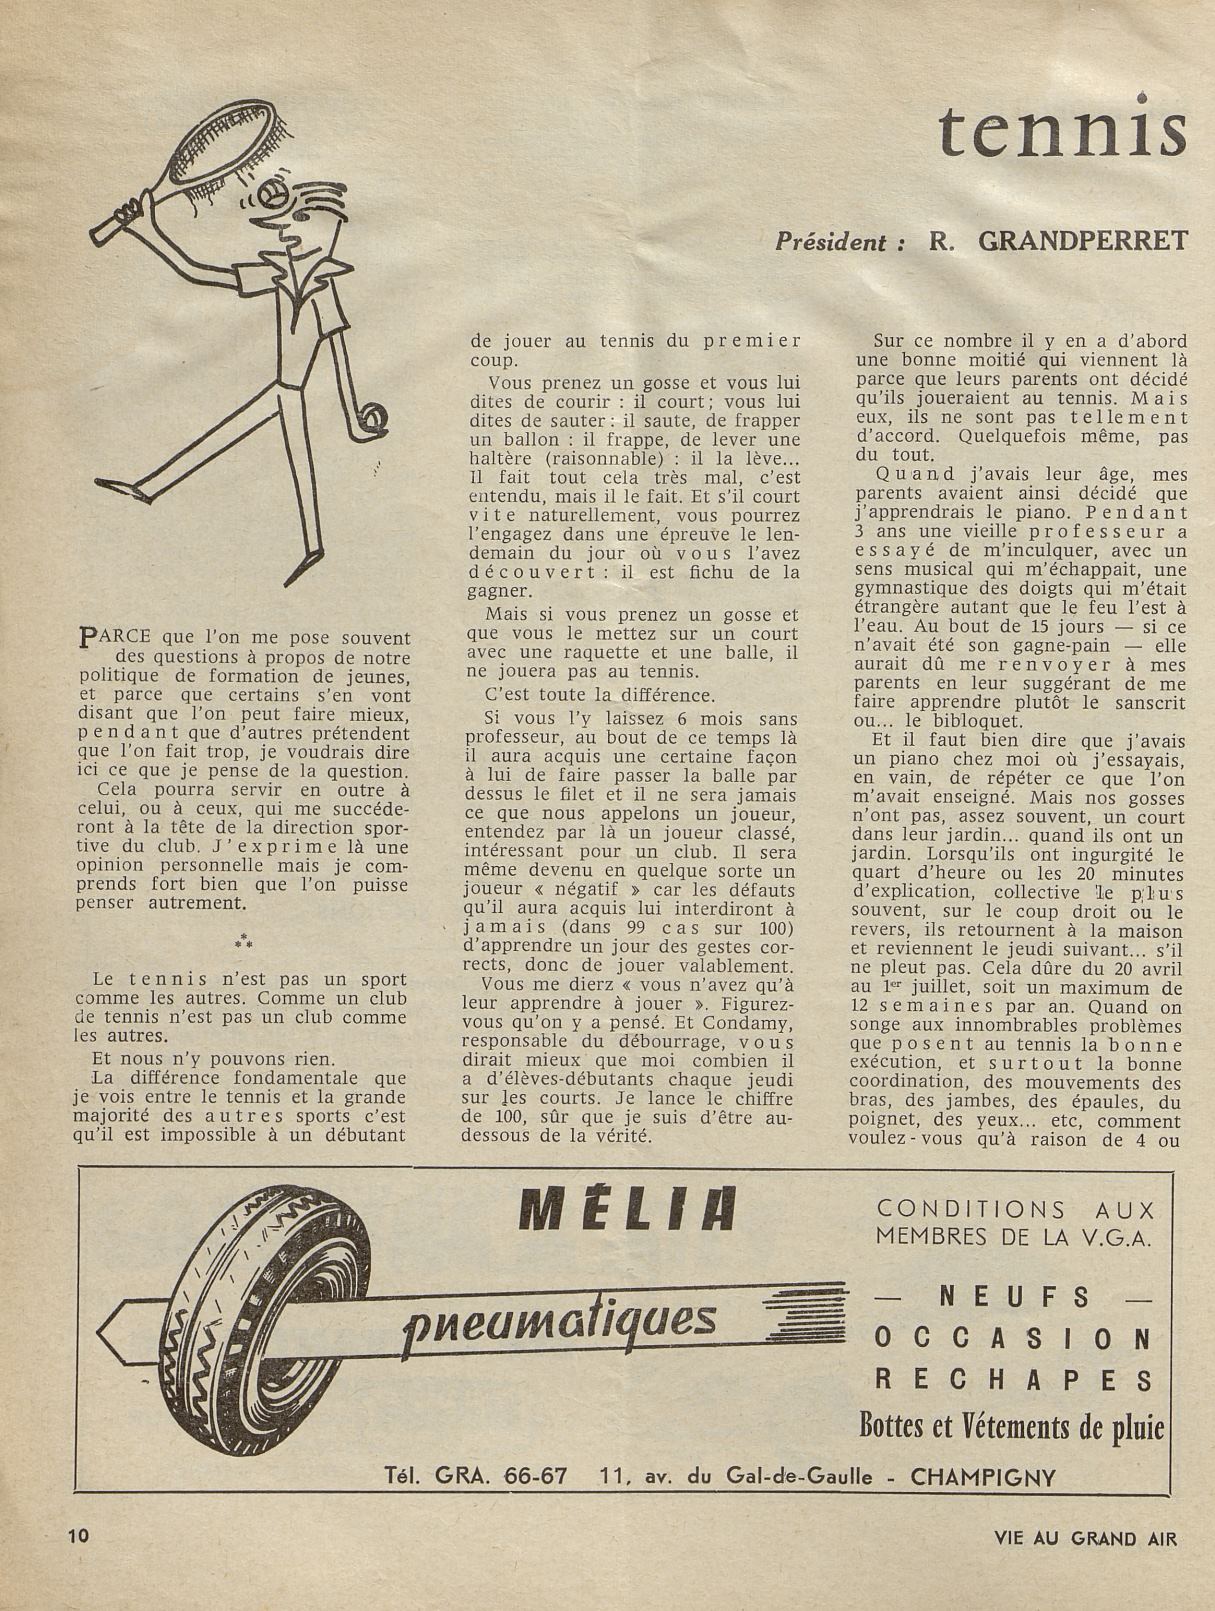 tennis
Président : R. GRANDPERRET
PARCE que l'on me pose souvent
des questions à propos de notre
politique de formation de jeunes,
et parce que certains s'en vont
disant que l'on peut faire mieux,
pendant que d'autres prétendent
que l'on fait trop, je voudrais dire
ici ce que je pense de la question.
Cela pourra servir en outre à
celui, ou à ceux, qui me succéde-
ront à la tête de la direction spor-
tive du club. J'exprime là une
opinion personnelle mais je com-
prends fort bien que l'on puisse
penser autrement.
***
Le tennis n'est pas un sport
comme les autres. Comme un club
de tennis n'est pas un club comme
les autres.
Et nous n'y pouvons rien.
La différence fondamentale que
je vois entre le tennis et la grande
majorité des autres sports c'est
qu'il est impossible à un débutant
de jouer au tennis du premier
coup.
Vous prenez un gosse et vous lui
dites de courir : il court; vous lui
dites de sauter : il saute, de frapper
un ballon : il frappe, de lever une
haltère (raisonnable) : il la lève...
Il fait tout cela très mal, c'est
entendu, mais il le fait. Et s'il court
vite naturellement, vous pourrez
l'engagez dans une épreuve le len-
demain du jour où vous l'avez
découvert : il est fichu de la
gagner.
Mais si vous prenez un gosse et
que vous le mettez sur un court
avec une raquette et une balle, il
ne jouera pas au tennis.
C'est toute la différence.
Si vous l'y laissez 6 mois sans
professeur, au bout de ce temps là
il aura acquis une certaine façon
à lui de faire passer la balle par
dessus le filet et il ne sera jamais
ce que nous appelons un joueur,
entendez par là un joueur classé,
intéressant pour un club. Il sera
même devenu en quelque sorte un
joueur « négatif » car les défauts
qu'il aura acquis lui interdiront à
jamais (dans 99 cas sur 100)
d'apprendre un jour des gestes cor-
rects, donc de jouer valablement.
Vous me dierz « vous n'avez qu'à
leur apprendre à jouer ». Figurez-
vous qu'on y a pensé. Et Condamy,
responsable du débourrage, vous
dirait mieux que moi combien il
a d'élèves-débutants chaque jeudi
sur les courts. Je lance le chiffre
de 100, sûr que je suis d'être au-
dessous de la vérité.
Sur ce nombre il y en a d'abord
une bonne moitié qui viennent là
parce que leurs parents ont décidé
qu'ils joueraient au tennis. Mais
eux, ils ne sont pas tellement
d'accord. Quelquefois même, pas
du tout.
Quand j'avais leur âge, mes
parents avaient ainsi décidé que
j'apprendrais le piano. Pendant
3 ans une vieille professeur a
essayé de m'inculquer, avec un
sens musical qui m'échappait, une
gymnastique des doigts qui m'était
étrangère autant que le feu l'est à
l'eau. Au bout de 15 jours — si ce
n'avait été son gagne-pain — elle
aurait dû me renvoyer à mes
parents en leur suggérant de me
faire apprendre plutôt le sanscrit
ou... le bibloquet.
Et il faut bien dire que j'avais
un piano chez moi où j'essayais,
en vain, de répéter ce que l'on
m'avait enseigné. Mais nos gosses
n'ont pas, assez souvent, un court
dans leur jardin... quand ils ont un
jardin. Lorsqu'ils ont ingurgité le
quart d'heure ou les 20 minutes
d'explication, collective le plus
souvent, sur le coup droit ou le
revers, ils retournent à la maison
et reviennent le jeudi suivant... s'il
ne pleut pas. Cela dûre du 20 avril
au 1er juillet, soit un maximum de
12 semaines par an. Quand on
songe aux innombrables problèmes
que posent au tennis la bonne
exécution, et surtout la bonne
coordination, des mouvements des
bras, des jambes, des épaules, du
poignet, des yeux... etc, comment
voulez-vous qu'à raison de 4 ou
MÉLIA
pneumatiques
CONDITIONS AUX
MEMBRES DE LA V.G.A.
— NEUFS —
OCCASION
RECHAPES
Bottes et Vêtements de pluie
Tél. GRA. 66-67 11, av. du Gal-de-Gaulle - CHAMPIGNY
10
VIE AU GRAND AIR